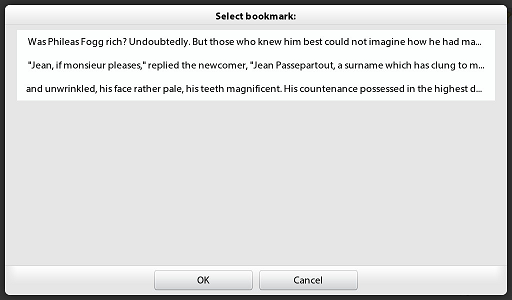 Select bookmark:
Was Phileas Fogg rich? Undoubtedly. But those who knew him best could not imagine how he had ma...
"Jean, if monsieur pleases," replied the newcomer, "Jean Passepartout, a surname which has clung to m...
and unwrinkled, his face rather pale, his teeth magnificent. His countenance possessed in the highest d...
OK Cancel